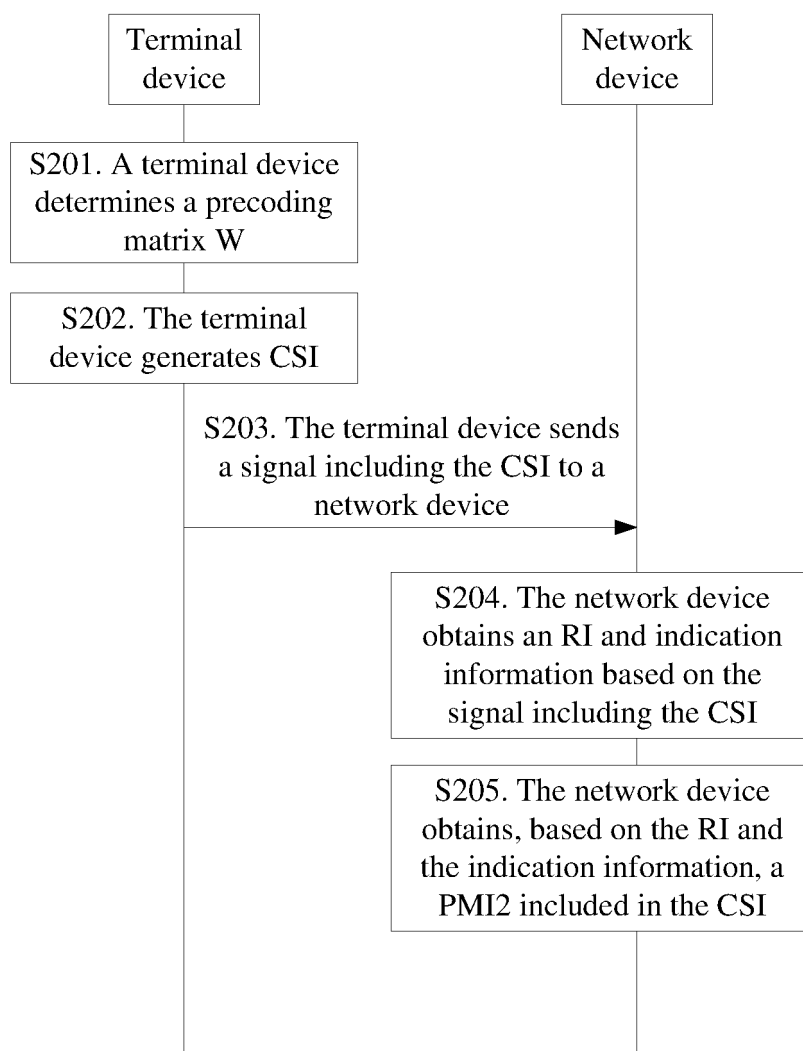 Terminal
device
Network
device
S201. A terminal device
determines a precoding
matrix W
S202. The terminal
device generates CSI
S203. The terminal device sends
a signal including the CSI to a
network device
S204. The network device
obtains an RI and indication
information based on the
signal including the CSI
S205. The network device
obtains, based on the RI and
the indication information, a
PMI2 included in the CSI